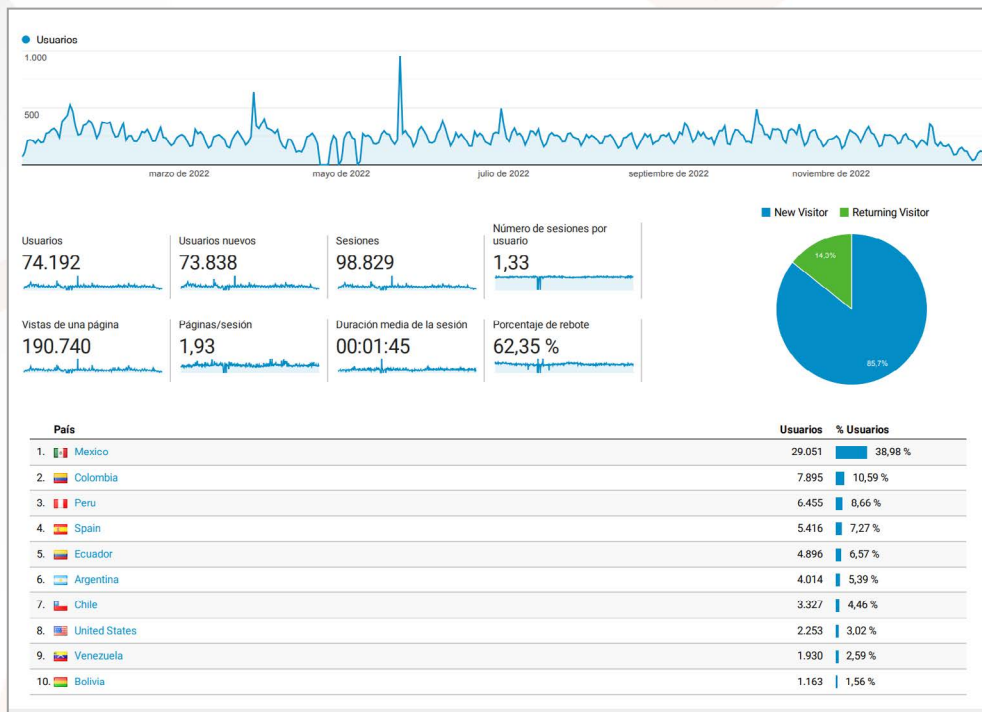 Usuarios
1.000
500
marzo de 2022 mayo de 2022 julio de 2022 septiembre de 2022 noviembre de 2022
New Visitor Returning Visitor
Usuarios
74.192
Usuarios nuevos
73.838
Sesiones
98.829
Número de sesiones por
usuario
1,33
Vistas de una página
190.740
Páginas/sesión
1,93
Duración media de la sesión
00:01:45
Porcentaje de rebote
62,35 %
14,3%
85,7%
País Usuarios % Usuarios
1. Mexico 29.051 38,98 %
2. Colombia 7.895 10,59 %
3. Peru 6.455 8,66 %
4. Spain 5.416 7,27 %
5. Ecuador 4.896 6,57 %
6. Argentina 4.014 5,39 %
7. Chile 3.327 4,46 %
8. United States 2.253 3,02 %
9. Venezuela 1.930 2,59 %
10. Bolivia 1.163 1,56 %